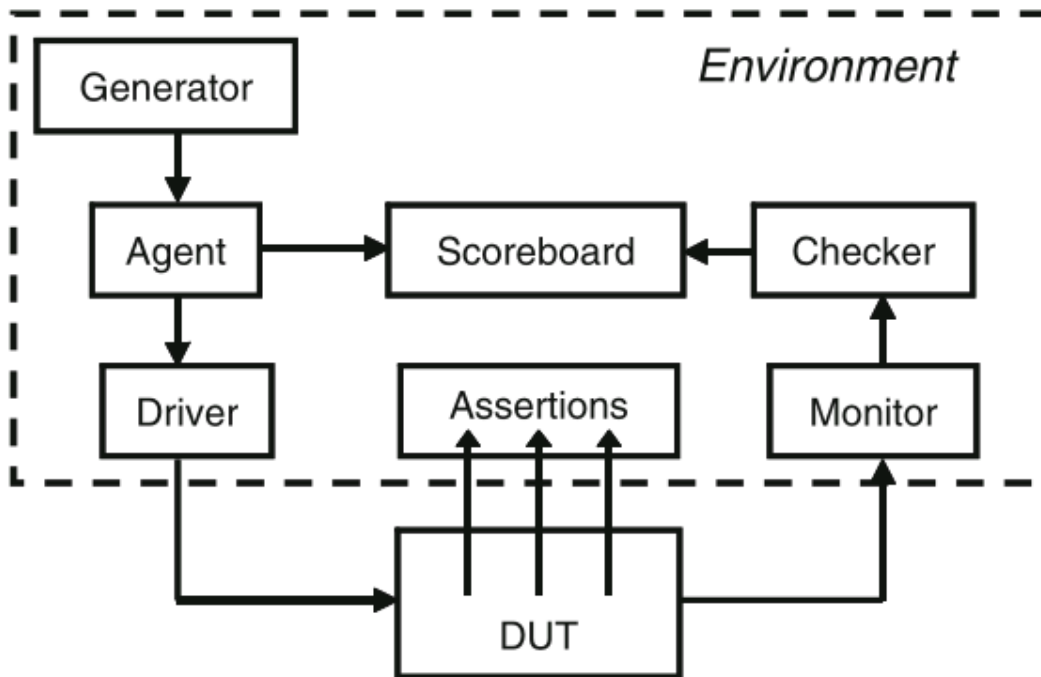 Generator
Environment
Agent
Scoreboard
Checker
Driver
Assertions
Monitor
DUT